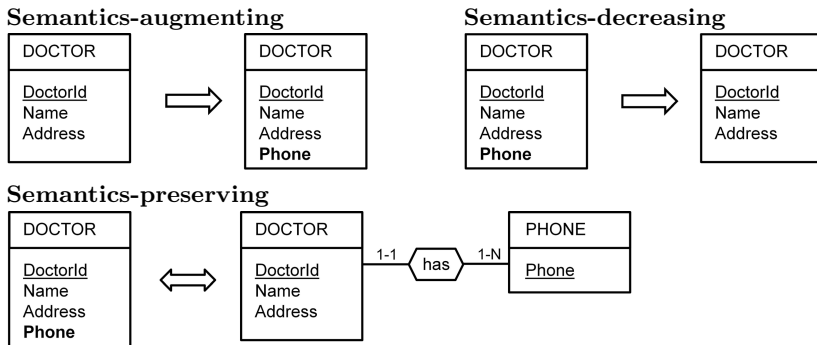 Semantics-augmenting
DOCTOR
DoctorId
Name
Address
DOCTOR
DoctorId
Name
Address
Phone
Semantics-decreasing
DOCTOR
DoctorId
Name
Address
Phone
DOCTOR
DoctorId
Name
Address
Semantics-preserving
DOCTOR
DoctorId
Name
Address
Phone
DOCTOR
DoctorId
Name
Address
1-1
has
1-N
PHONE
Phone